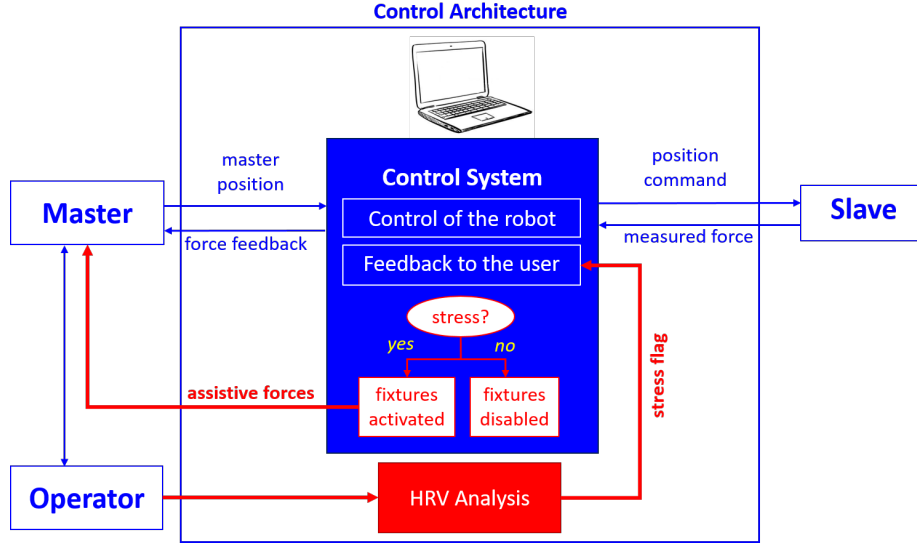 Control Architecture
master
position
position
command
Control System
Master
Control of the robot
Slave
force feedback
measured force
Feedback to the user
stress?
yes
no
stress flag
assistive forces
fixtures
activated
fixtures
disabled
Operator
HRV Analysis